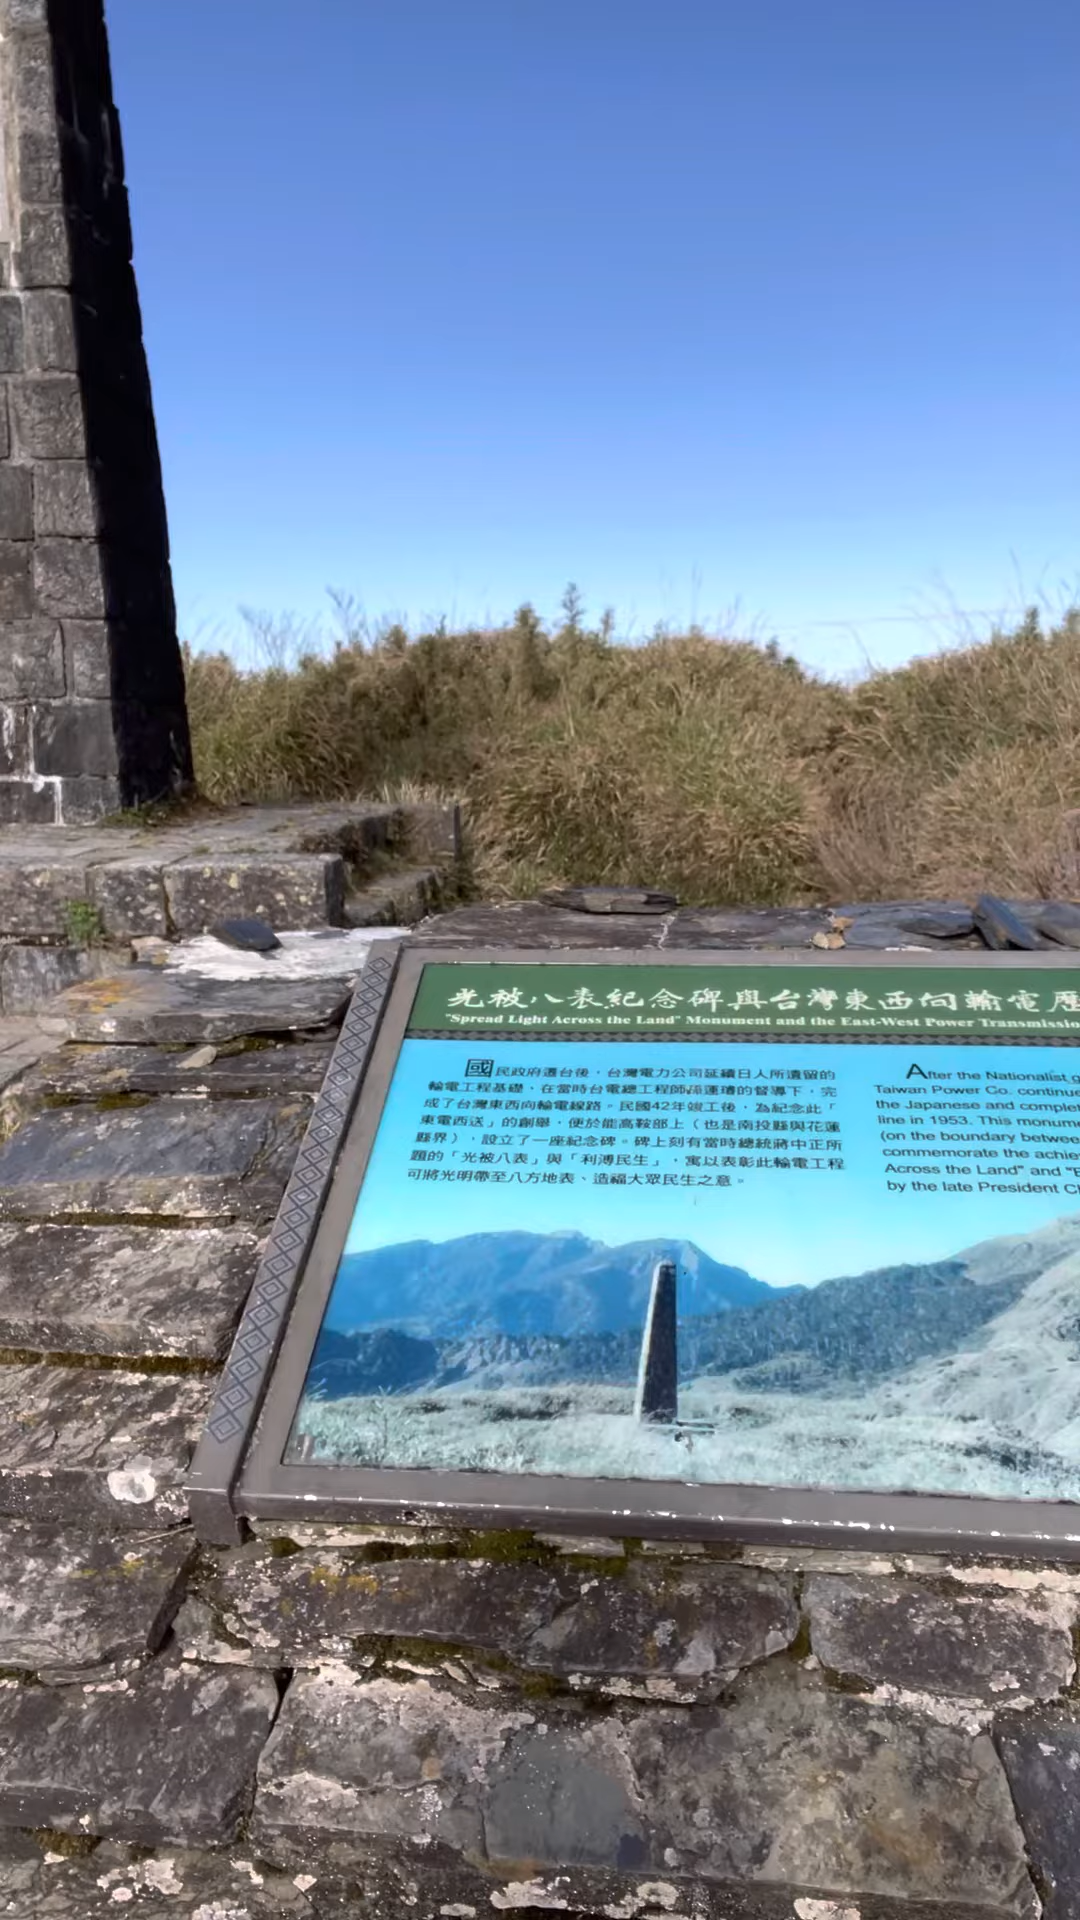 光被八表紀念碑與台灣東西向輸電歷
"Spread Light Across the Land" Monument and the East-West Power Transmissio
國民政府遷台後，台灣電力公司延續日人所遺留的
輸電工程基礎，在當時台電總工程師孫運璿的督導下，完
成了台灣東西向輸電線路。民國42年竣工後，為紀念此「
東電西送」的創舉，便於能高鞍部上（也是南投縣與花蓮
縣界），設立了一座紀念碑。碑上刻有當時總統蔣中正所
題的「光被八表」與「利溥民生」，寓以表彰此輸電工程
可將光明帶至八方地表、造福大眾民生之意。
After the Nationalist g
Taiwan Power Co. continue
the Japanese and complet
line in 1953. This monume
(on the boundary betwee
commemorate the achie
Across the Land" and "B
by the late President Ch